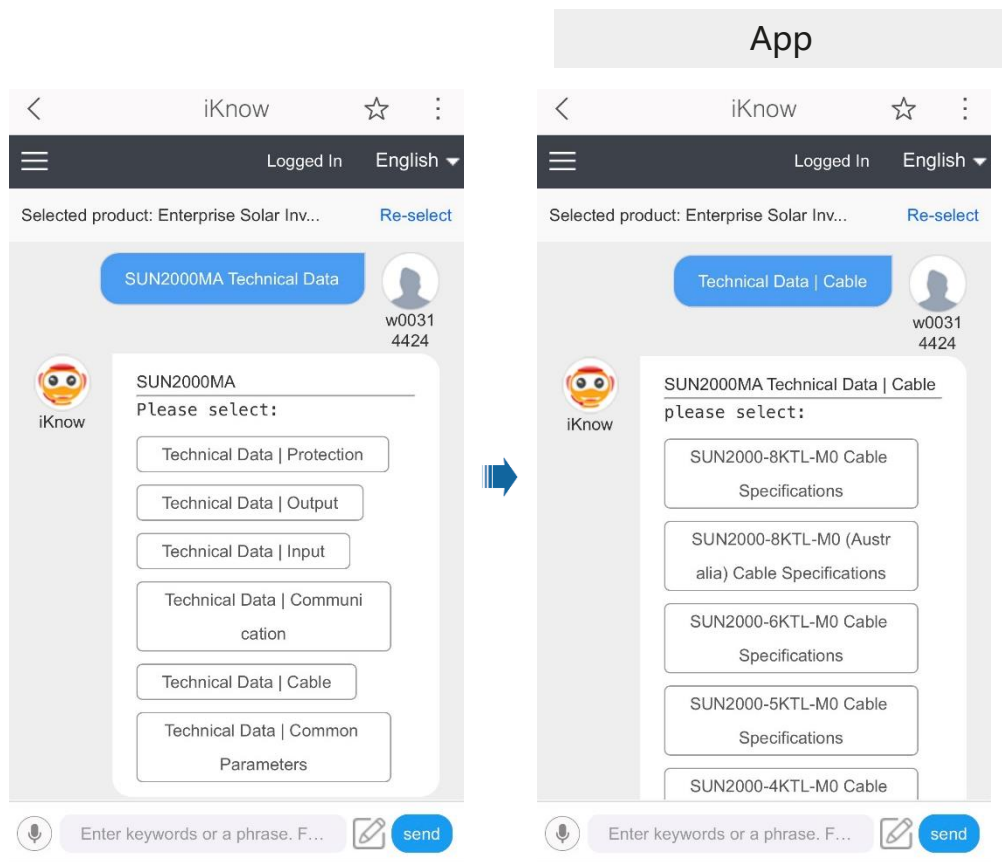 App
iKnow
Logged In English
Selected product: Enterprise Solar Inv... Re-select
SUN2000MA Technical Data
w0031
4424
iKnow
SUN2000MA
Please select:
Technical Data | Protection
Technical Data | Output
Technical Data | Input
Technical Data | Communi
cation
Technical Data | Cable
Technical Data | Common
Parameters
Enter keywords or a phrase. F... send
iKnow
Logged In English
Selected product: Enterprise Solar Inv... Re-select
Technical Data | Cable
w0031
4424
iKnow
SUN2000MA Technical Data | Cable
please select:
SUN2000-8KTL-M0 Cable
Specifications
SUN2000-8KTL-M0 (Austr
alia) Cable Specifications
SUN2000-6KTL-M0 Cable
Specifications
SUN2000-5KTL-M0 Cable
Specifications
SUN2000-4KTL-M0 Cable
Enter keywords or a phrase. F... send